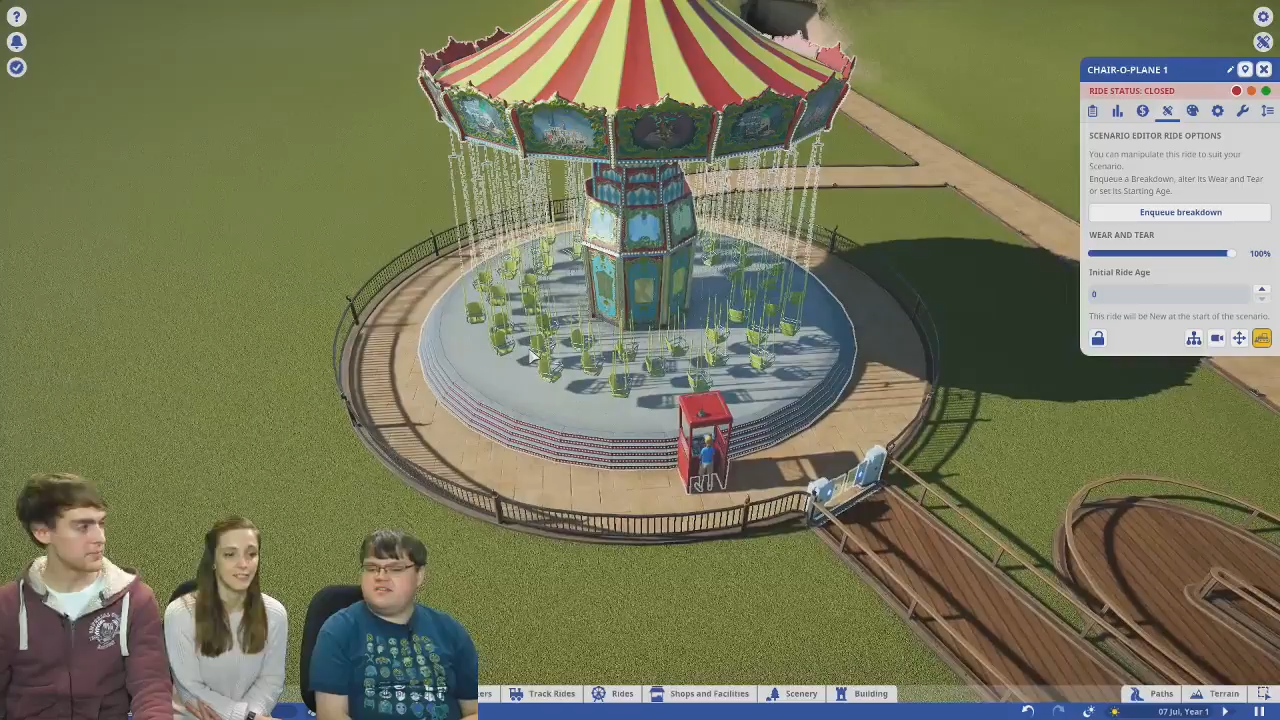 ?
CHAIR-O-PLANE 1
RIDE STATUS: CLOSED
SCENARIO EDITOR RIDE OPTIONS
You can manipulate this ride to suit your
Scenario.
Enqueue a Breakdown, alter its Wear and Tear
or set its Starting Age.
Enqueue breakdown
WEAR AND TEAR
100%
Initial Ride Age
0
This ride will be New at the start of the scenario.
Track Rides
Rides
Shops and Facilities
Scenery
Building
Paths
Terrain
07 Jul, Year 1